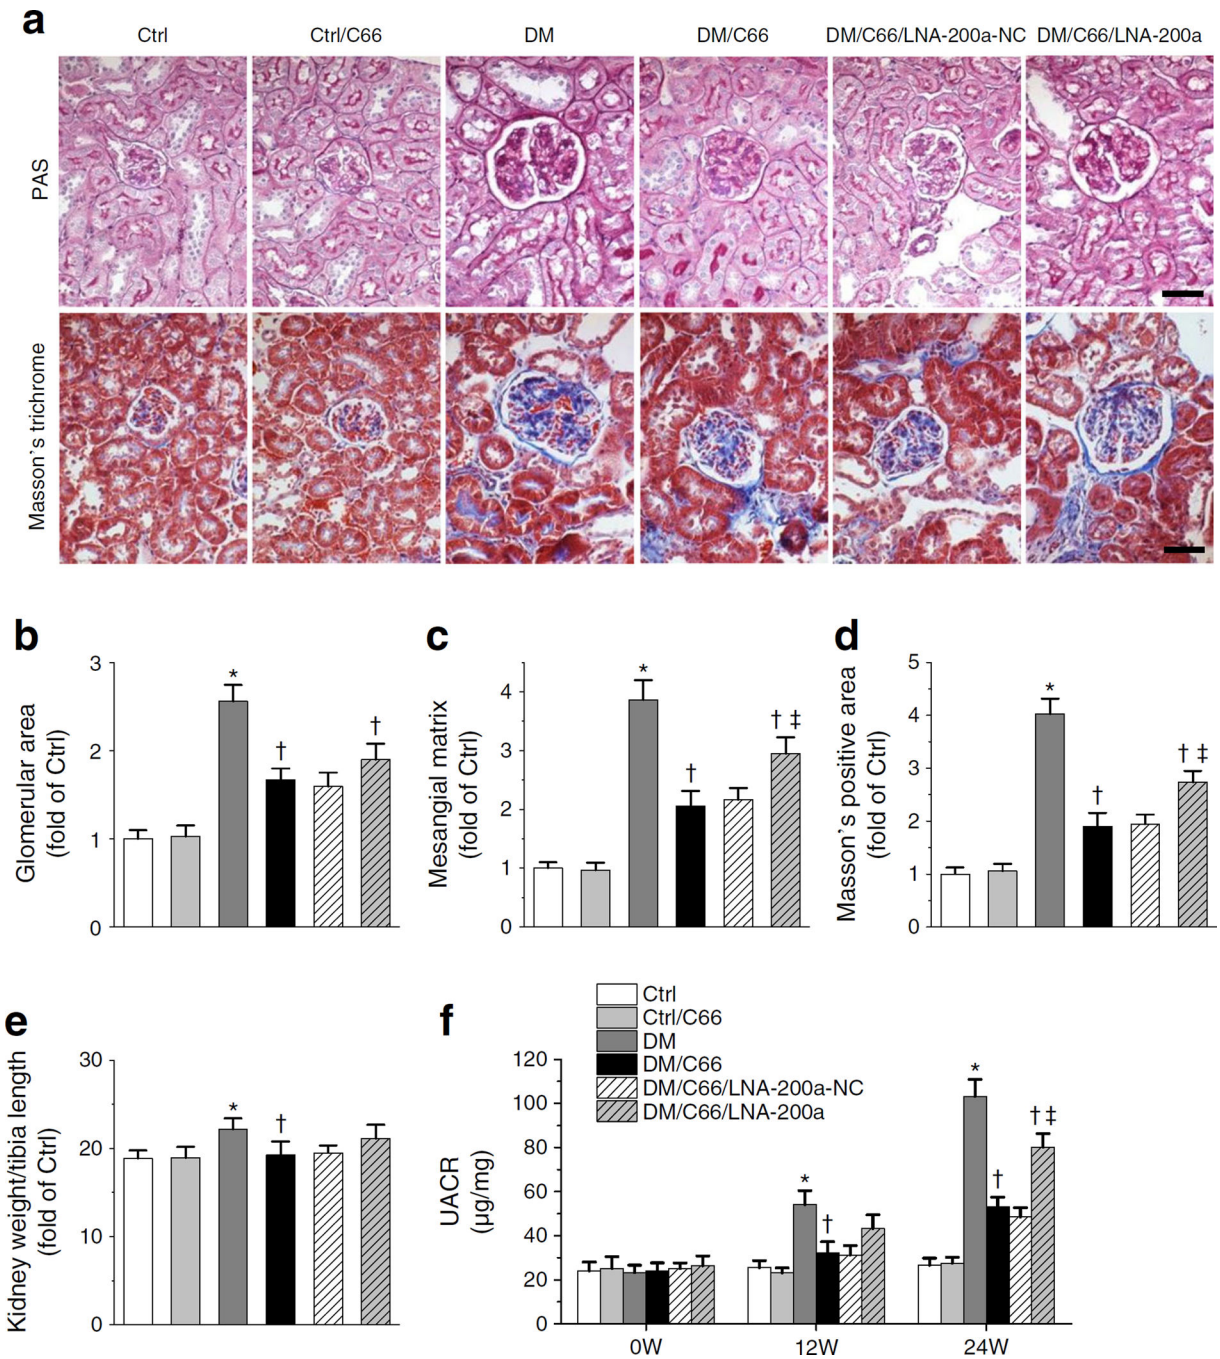 a
Ctrl Ctrl/C66 DM DM/C66 DM/C66/LNA-200a-NC DM/C66/LNA-200a
PAS
Masson's trichrome
b
Glomerular area
(fold of Ctrl)
3
2
1
0
*
†
†
c
Mesangial matrix
(fold of Ctrl)
4
3
2
1
0
*
†
† ‡
d
Masson's positive area
(fold of Ctrl)
5
4
3
2
1
0
*
†
† ‡
e
Kidney weight/tibia length
(fold of Ctrl)
30
20
10
0
*
†
f
Ctrl
Ctrl/C66
DM
DM/C66
DM/C66/LNA-200a-NC
DM/C66/LNA-200a
UACR
(µg/mg)
120
100
80
60
40
20
0
*
†
*
†
†‡
0W 12W 24W